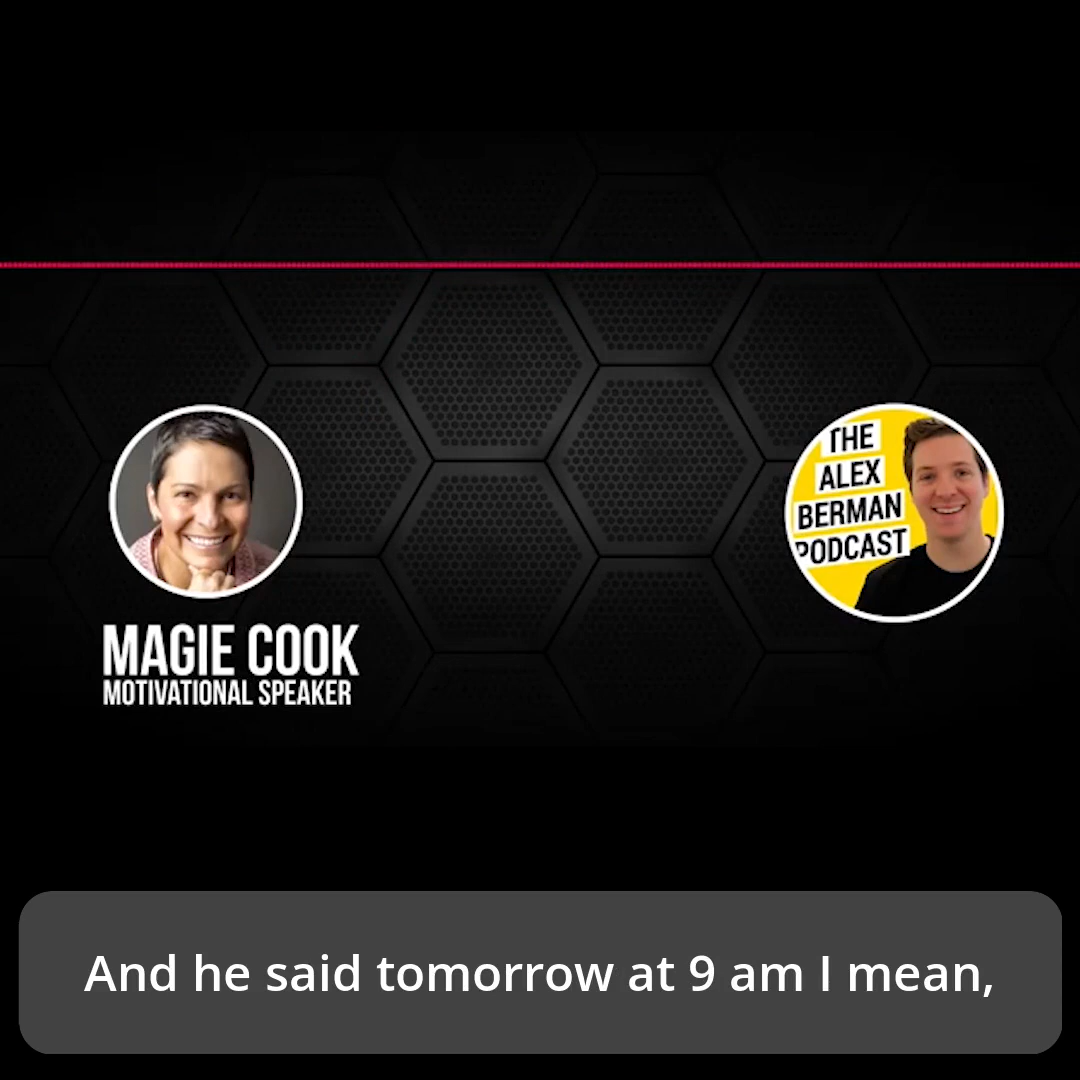 THE
ALEX
BERMAN
PODCAST
MAGIE COOK
MOTIVATIONAL SPEAKER
And he said tomorrow at 9 am I mean,